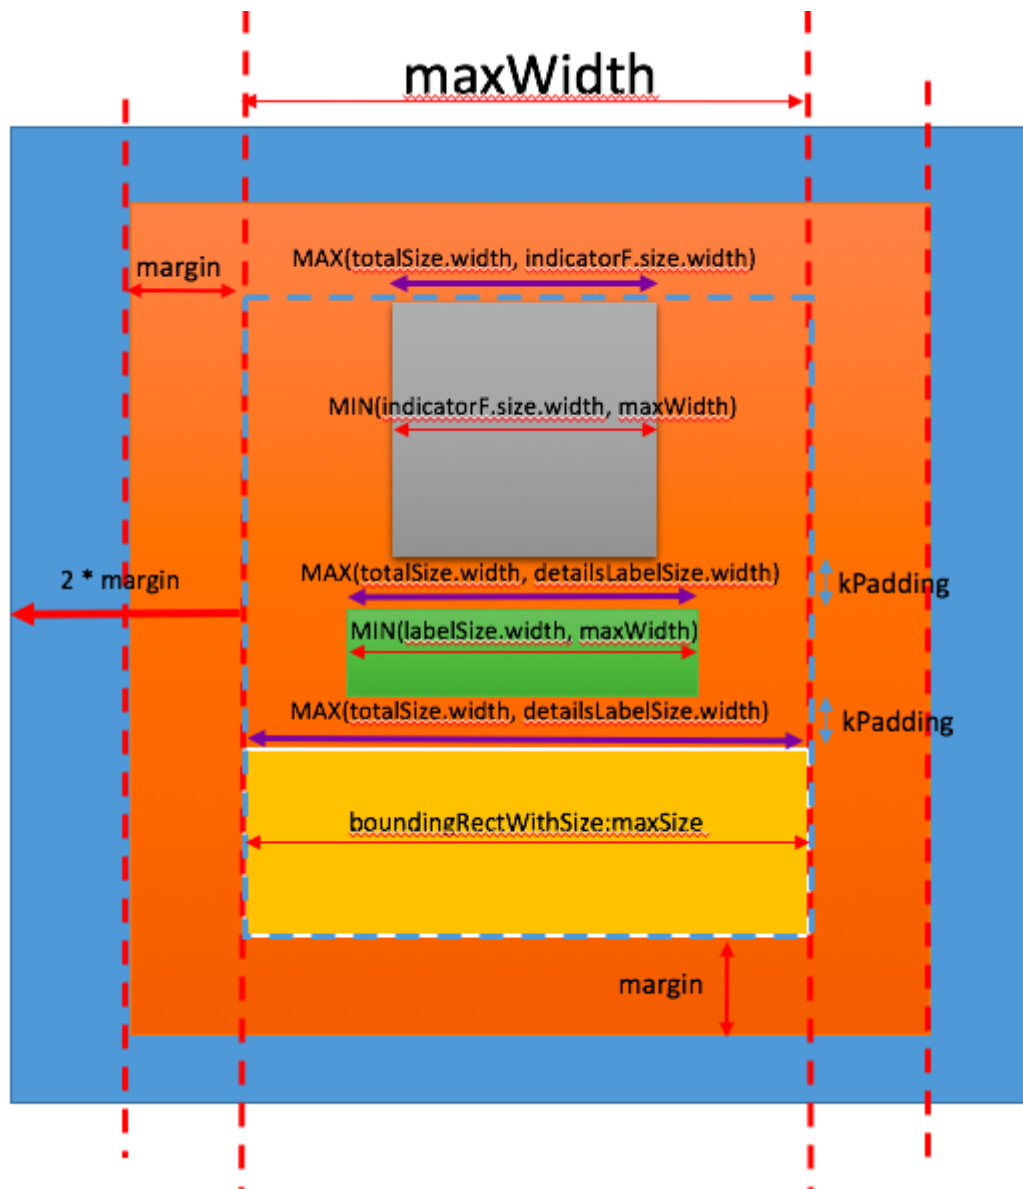 maxWidth
MAX(totalSize.width, indicatorF.size.width)
margin
MIN(indicatorF.size.width, maxWidth)
MAX(totalSize.width, detailsLabelSize.width)
2 * margin
kPadding
MIN(labelSize.width, maxWidth)
MAX(totalSize.width, detailsLabelSize.width)
kPadding
boundingRectWithSize:maxSize
margin